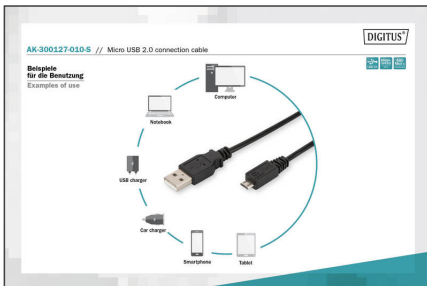 DIGITUS®
AK-300127-010-S // Micro USB 2.0 connection cable
Beispiele
für die Benutzung
Examples of use
Computer
Notebook
USB charger
Car charger
Smartphone
Tablet